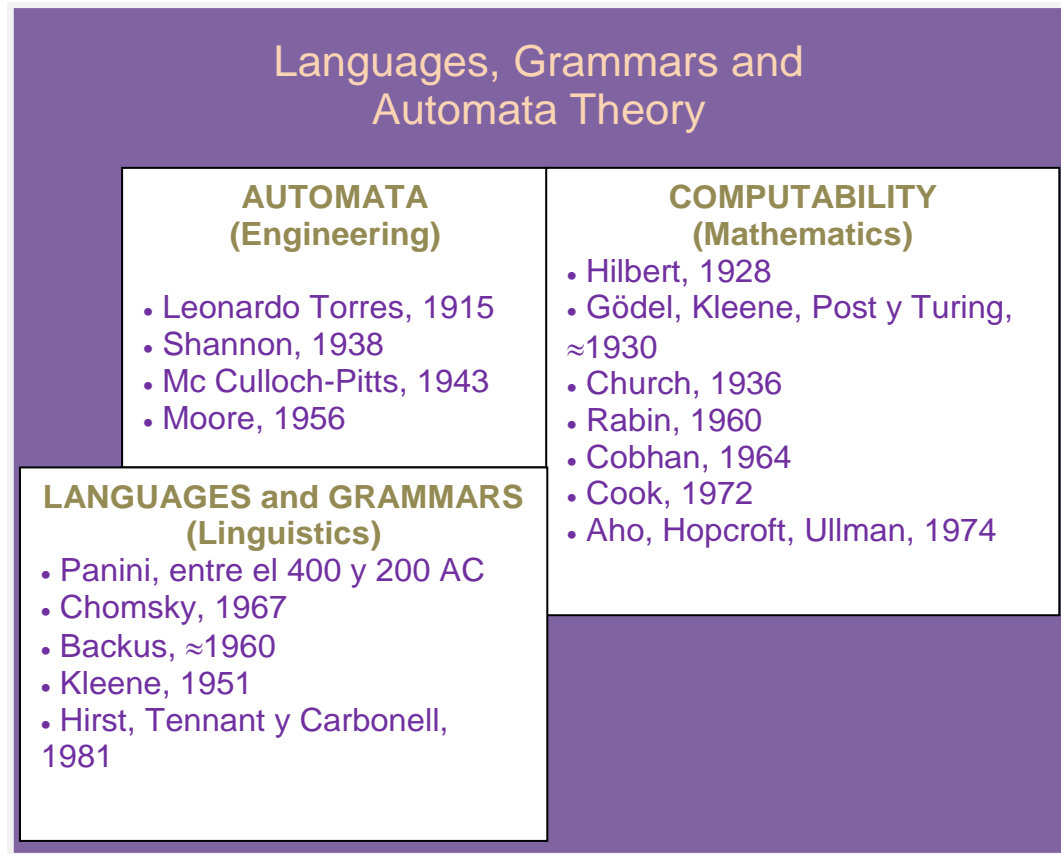 Languages, Grammars and
Automata Theory
AUTOMATA
(Engineering)
• Leonardo Torres, 1915
• Shannon, 1938
• Mc Culloch-Pitts, 1943
• Moore, 1956
COMPUTABILITY
(Mathematics)
• Hilbert, 1928
• Gödel, Kleene, Post y Turing,
≈1930
• Church, 1936
• Rabin, 1960
• Cobhan, 1964
• Cook, 1972
• Aho, Hopcroft, Ullman, 1974
LANGUAGES and GRAMMARS
(Linguistics)
• Panini, entre el 400 y 200 AC
• Chomsky, 1967
• Backus, ≈1960
• Kleene, 1951
• Hirst, Tennant y Carbonell,
1981